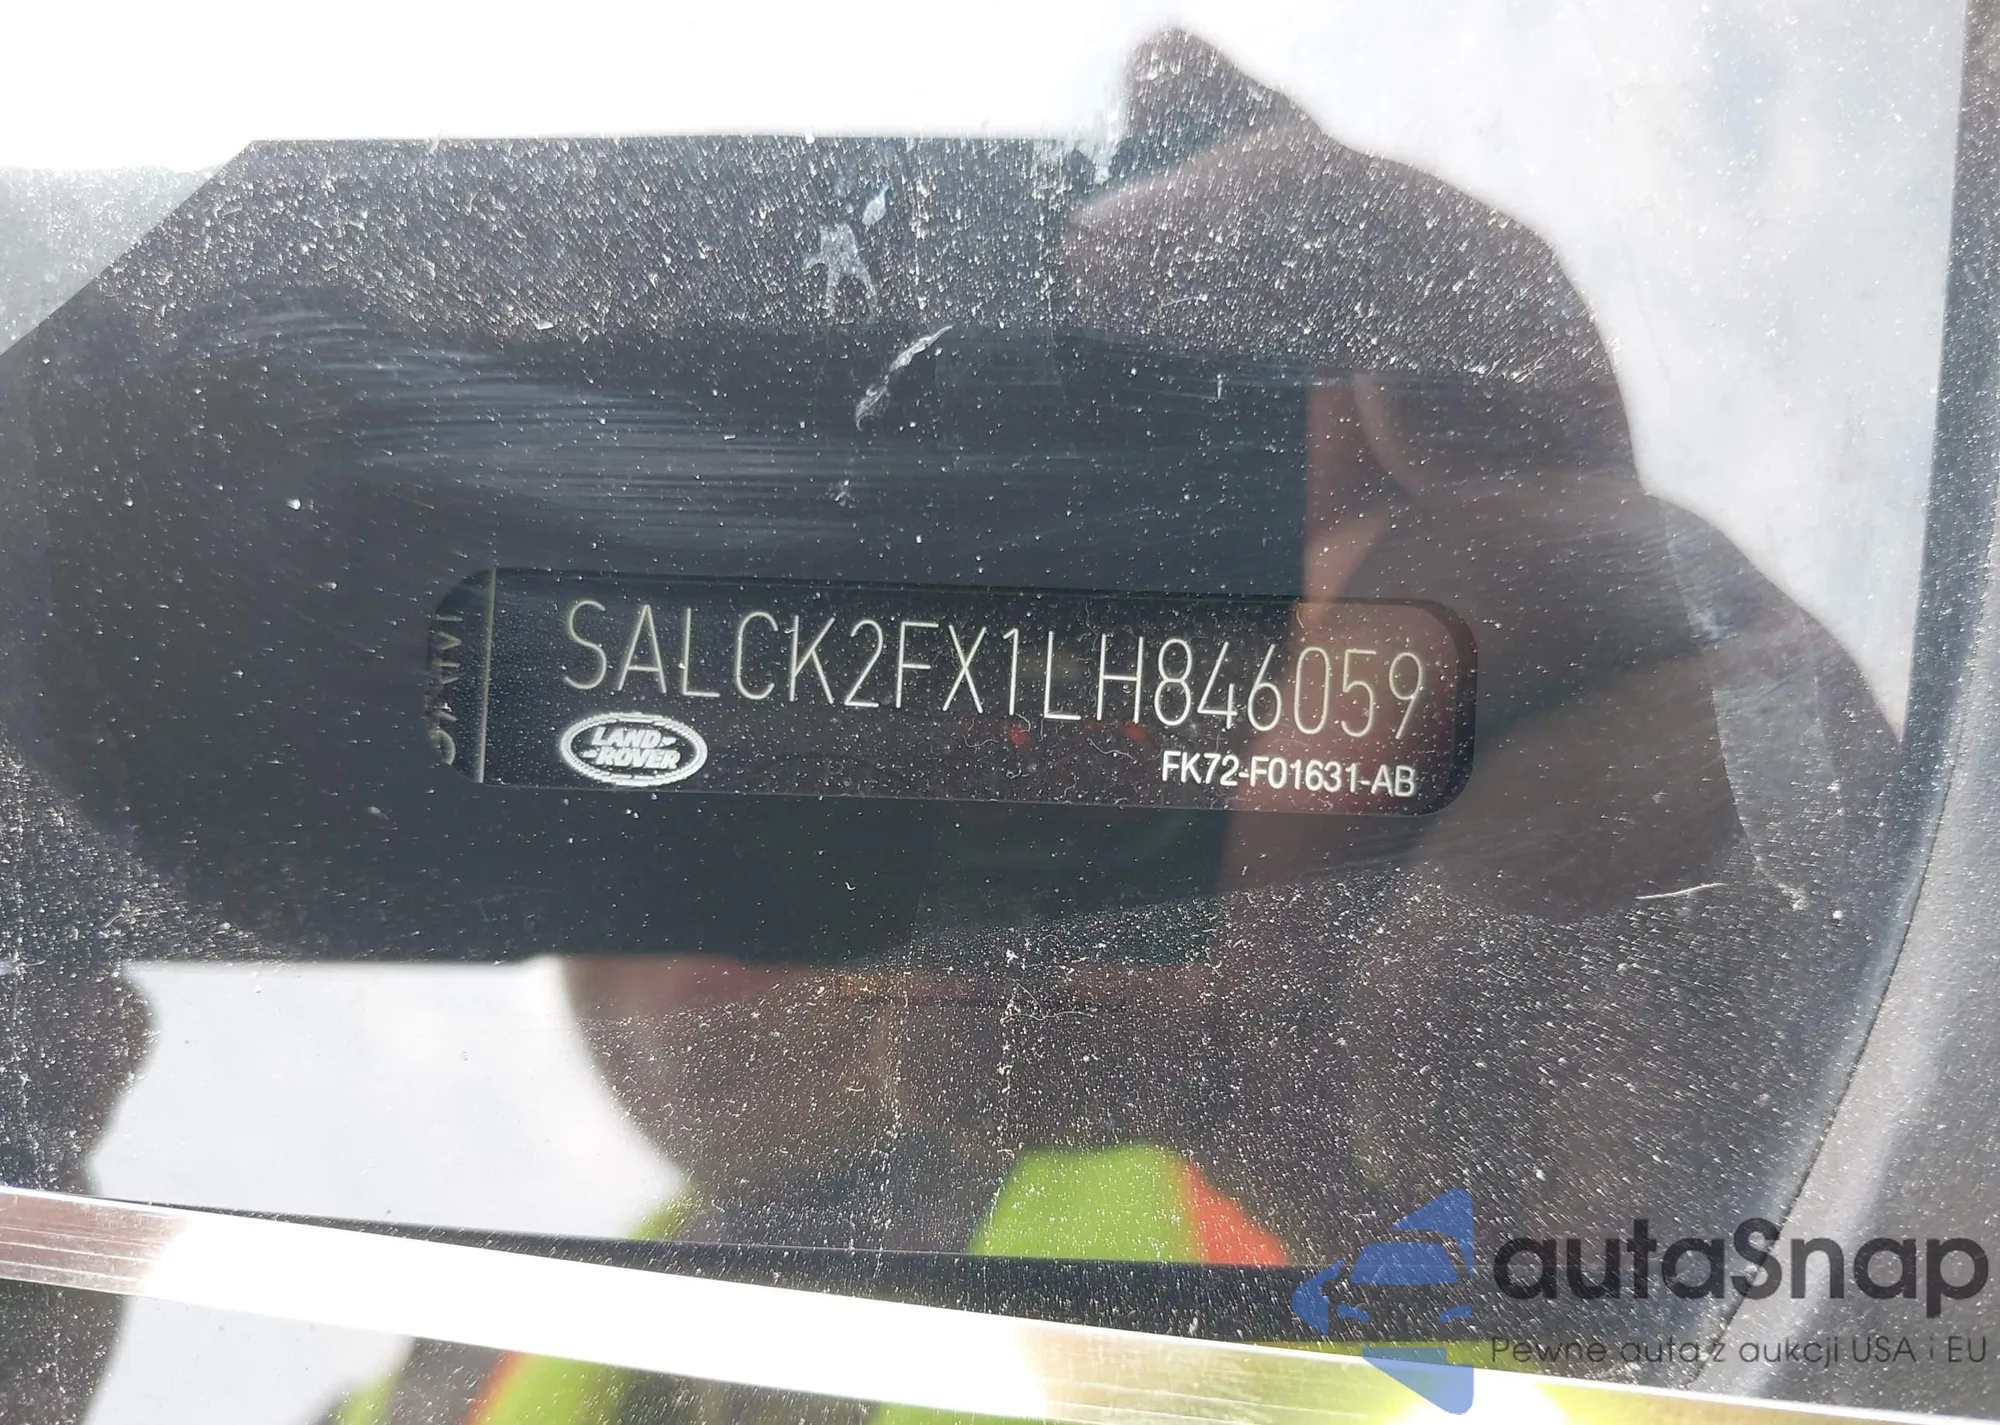 SALCK2FX1LH846059
LAND-
-ROVER
FK72-F01631-AB
autaSnap
Pewne auta z aukcji USA i EU